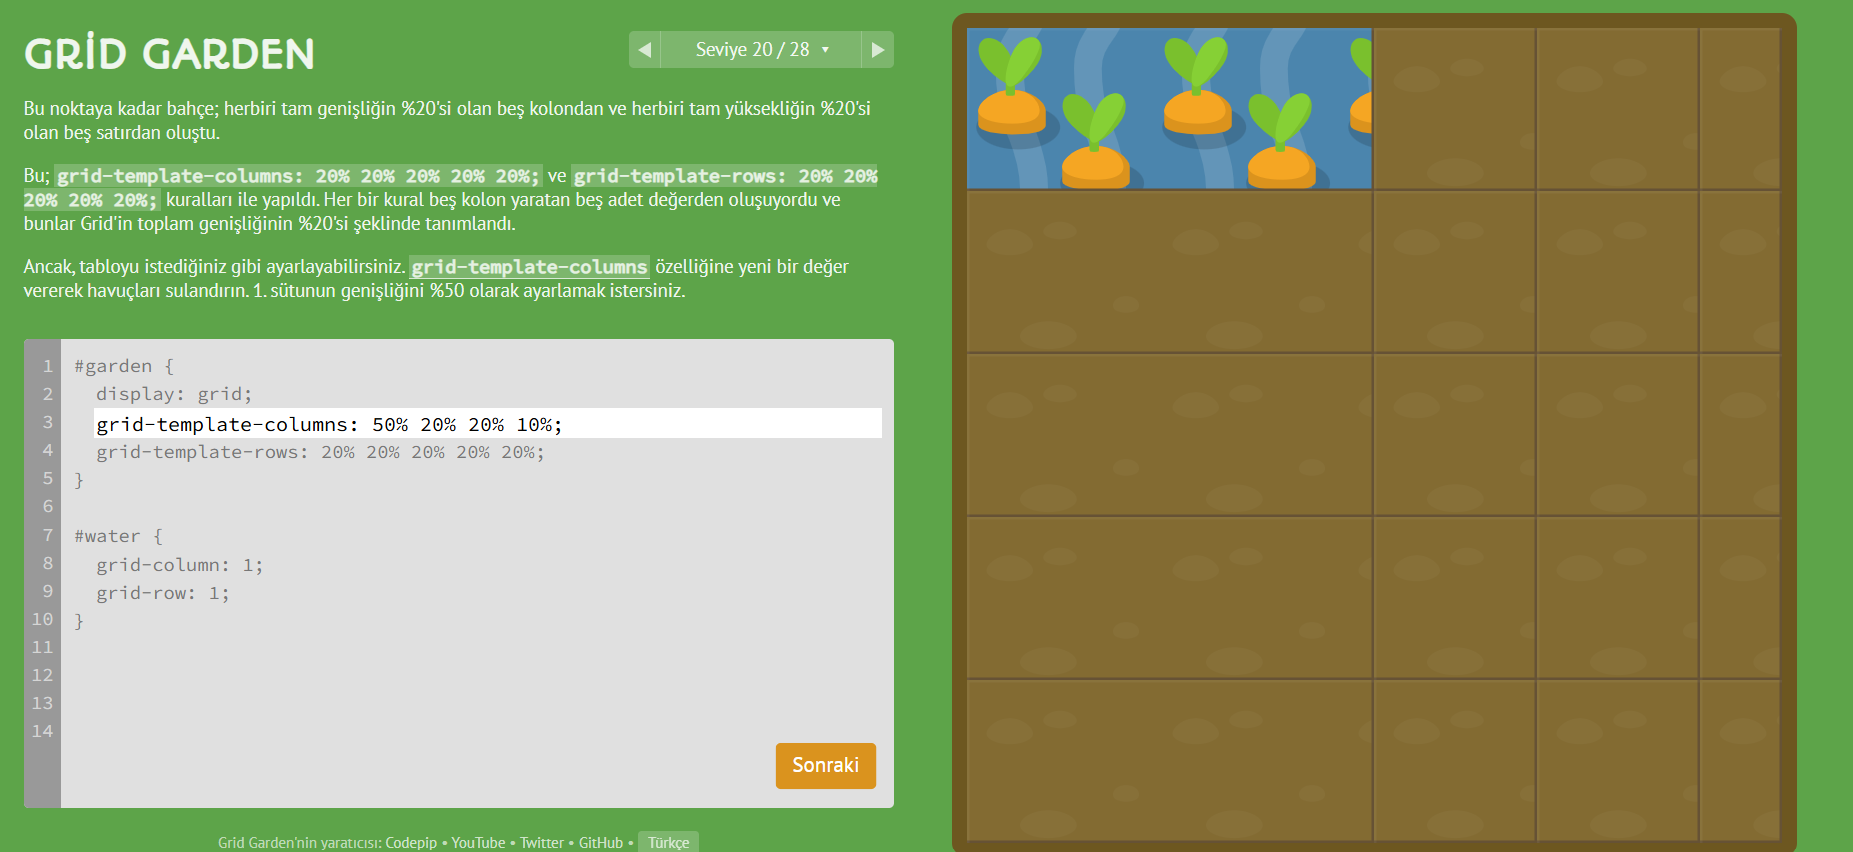 GRİD GARDEN
◀ Seviye 20 / 28 ▾ ▶
Bu noktaya kadar bahçe; herbiri tam genişliğin %20'si olan beş kolondan ve herbiri tam yüksekliğin %20'si
olan beş satırdan oluştu.
Bu; grid-template-columns: 20% 20% 20% 20% 20%; ve grid-template-rows: 20% 20%
20% 20% 20%; kuralları ile yapıldı. Her bir kural beş kolon yaratan beş adet değerden oluşuyordu ve
bunlar Grid'in toplam genişliğinin %20'si şeklinde tanımlandı.
Ancak, tabloyu istediğiniz gibi ayarlayabilirsiniz. grid-template-columns özelliğine yeni bir değer
vererek havuçları sulandırın. 1. sütunun genişliğini %50 olarak ayarlamak istersiniz.
1 #garden {
2 display: grid;
3 grid-template-columns: 50% 20% 20% 10%;
4 grid-template-rows: 20% 20% 20% 20% 20%;
5 }
6
7 #water {
8 grid-column: 1;
9 grid-row: 1;
10 }
11
12
13
14
Sonraki
Grid Garden'nin yaratıcısı: Codepip • YouTube • Twitter • GitHub • Türkçe